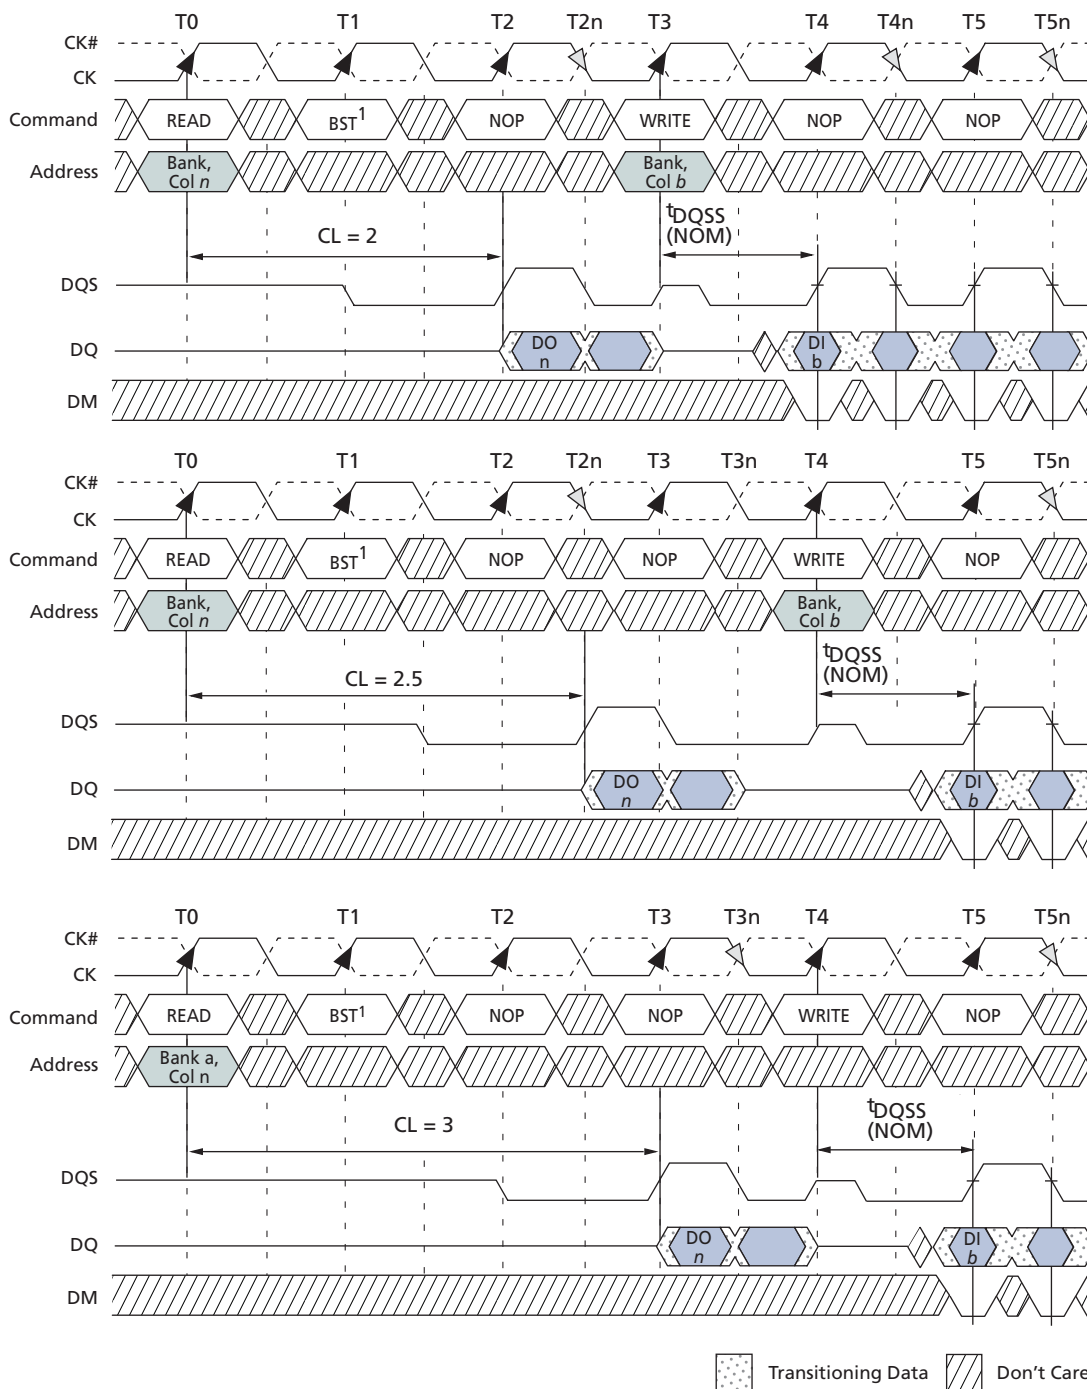 T0 T1 T2 T2n T3 T4 T4n T5 T5n
CK#
CK
Command READ BST1 NOP WRITE NOP NOP
Address Bank, Col n Bank, Col b
CL = 2 tDQSS (NOM)
DQS
DQ DO n DI b
DM
T0 T1 T2 T2n T3 T3n T4 T5 T5n
CK#
CK
Command READ BST1 NOP NOP WRITE NOP
Address Bank, Col n Bank, Col b
CL = 2.5 tDQSS (NOM)
DQS
DQ DO n DI b
DM
T0 T1 T2 T3 T3n T4 T5 T5n
CK#
CK
Command READ BST1 NOP NOP WRITE NOP
Address Bank a, Col n
CL = 3 tDQSS (NOM)
DQS
DQ DO n DI b
DM
Transitioning Data Don't Care